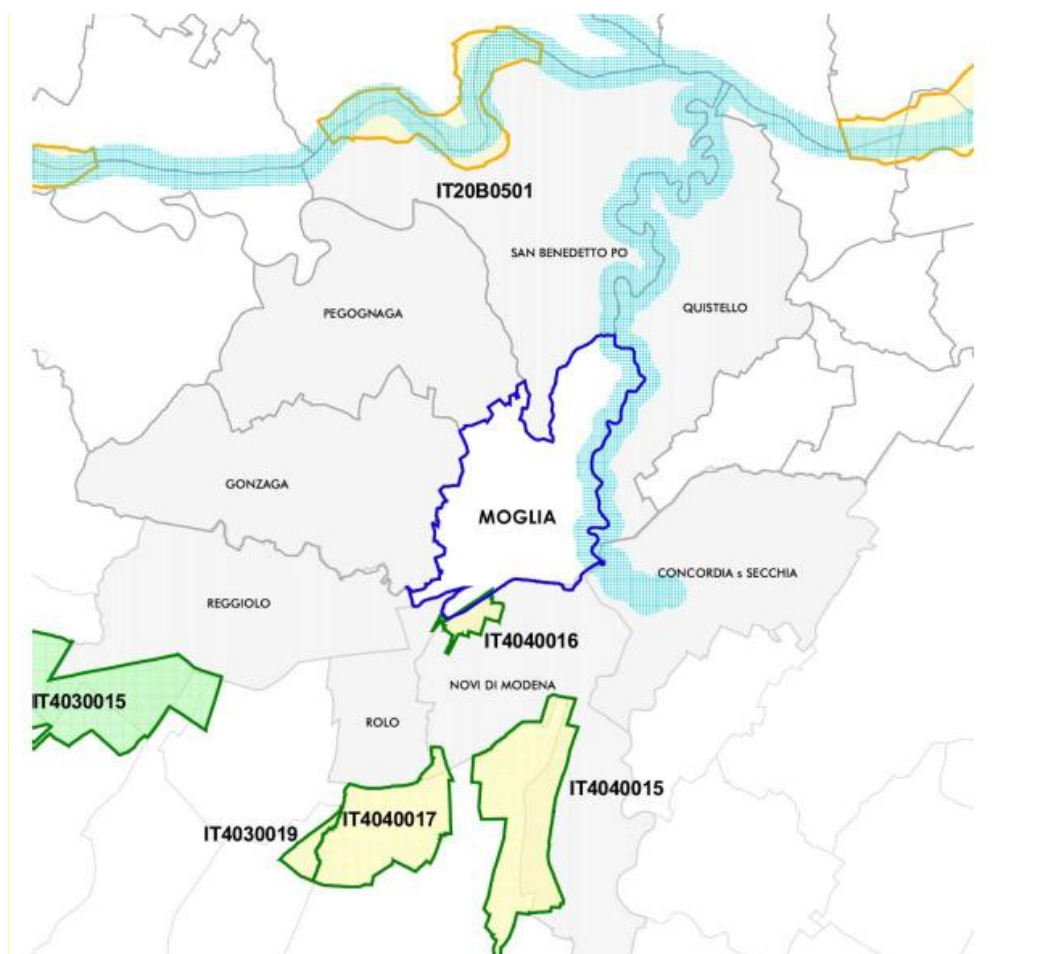 IT20B0501
SAN BENEDETTO PO
PEGOGNAGA
QUISTELLO
GONZAGA
MOGLIA
CONCORDIA s SECCHIA
REGGIOLO
IT4040016
NOVI DI MODENA
IT4030015
ROLO
IT4040015
IT4040017
IT4030019